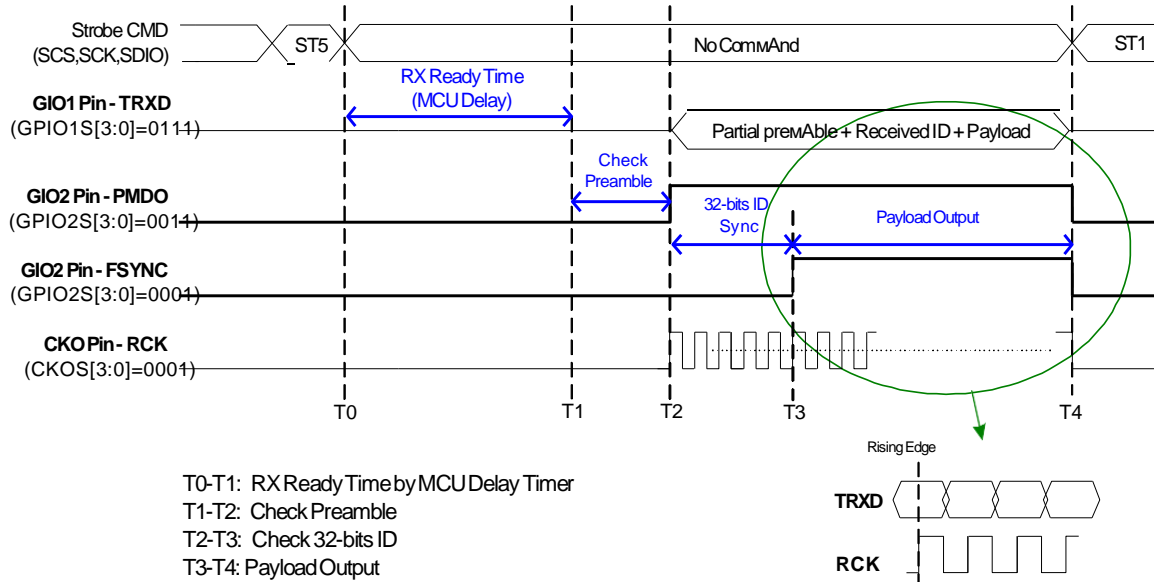 Strobe CMD
(SCS,SCK,SDIO)
ST5
No CommAnd
ST1
RX Ready Time
(MCU Delay)
GIO1 Pin - TRXD
(GPIO1S[3:0]=0111)
Partial premAble + Received ID + Payload
Check
Preamble
GIO2 Pin - PMDO
(GPIO2S[3:0]=0011)
32-bits ID
Sync
Payload Output
GIO2 Pin - FSYNC
(GPIO2S[3:0]=0001)
CKO Pin - RCK
(CKOS[3:0]=0001)
T0
T1
T2
T3
T4
Rising Edge
T0-T1: RX Ready Time by MCU Delay Timer
T1-T2: Check Preamble
T2-T3: Check 32-bits ID
T3-T4: Payload Output
TRXD
RCK